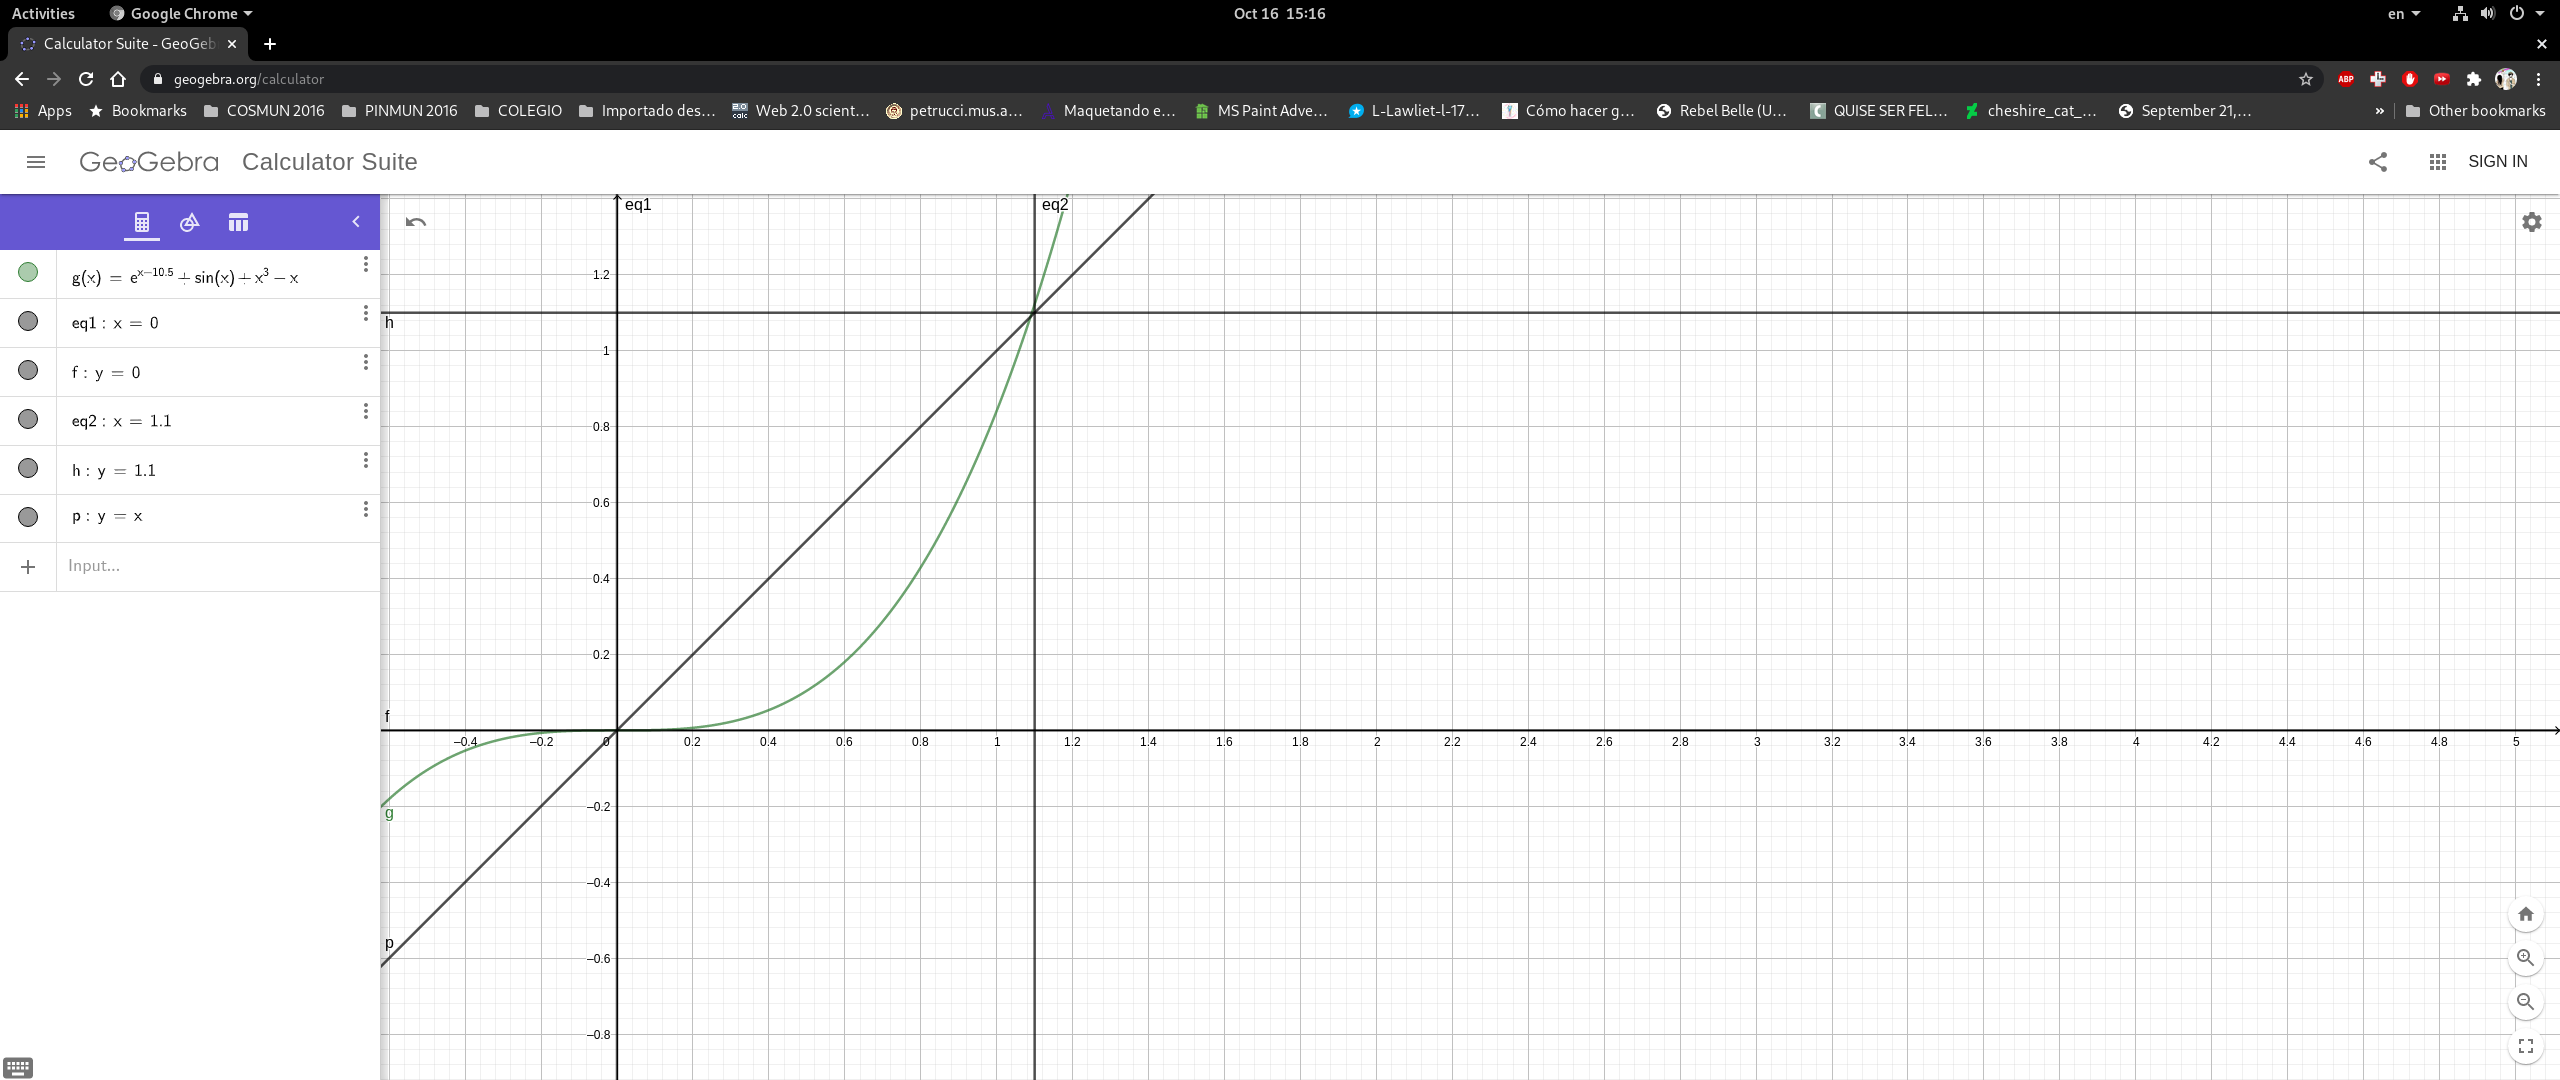 Activities Google Chrome Oct 16 15:16 en
Calculator Suite - GeoGeb
geogebra.org/calculator ABP
Apps Bookmarks COSMUN 2016 PINMUN 2016 COLEGIO Importado des... 2.0 calc Web 2.0 scient... petrucci.mus.a... Maquetando e... MS Paint Adve... L-Lawliet-l-17... Cómo hacer g... Rebel Belle (U... QUISE SER FEL... cheshire_cat_... September 21,... » Other bookmarks
GeoGebra Calculator Suite SIGN IN
g(x) = e^x−10.5 + sin(x) + x³ − x
eq1 : x = 0
f : y = 0
eq2 : x = 1.1
h : y = 1.1
p : y = x
Input...
eq1 eq2
1.2
h
1
0.8
0.6
0.4
0.2
f
−0.4 −0.2 0 0.2 0.4 0.6 0.8 1 1.2 1.4 1.6 1.8 2 2.2 2.4 2.6 2.8 3 3.2 3.4 3.6 3.8 4 4.2 4.4 4.6 4.8 5
−0.2
g
−0.4
p
−0.6
−0.8